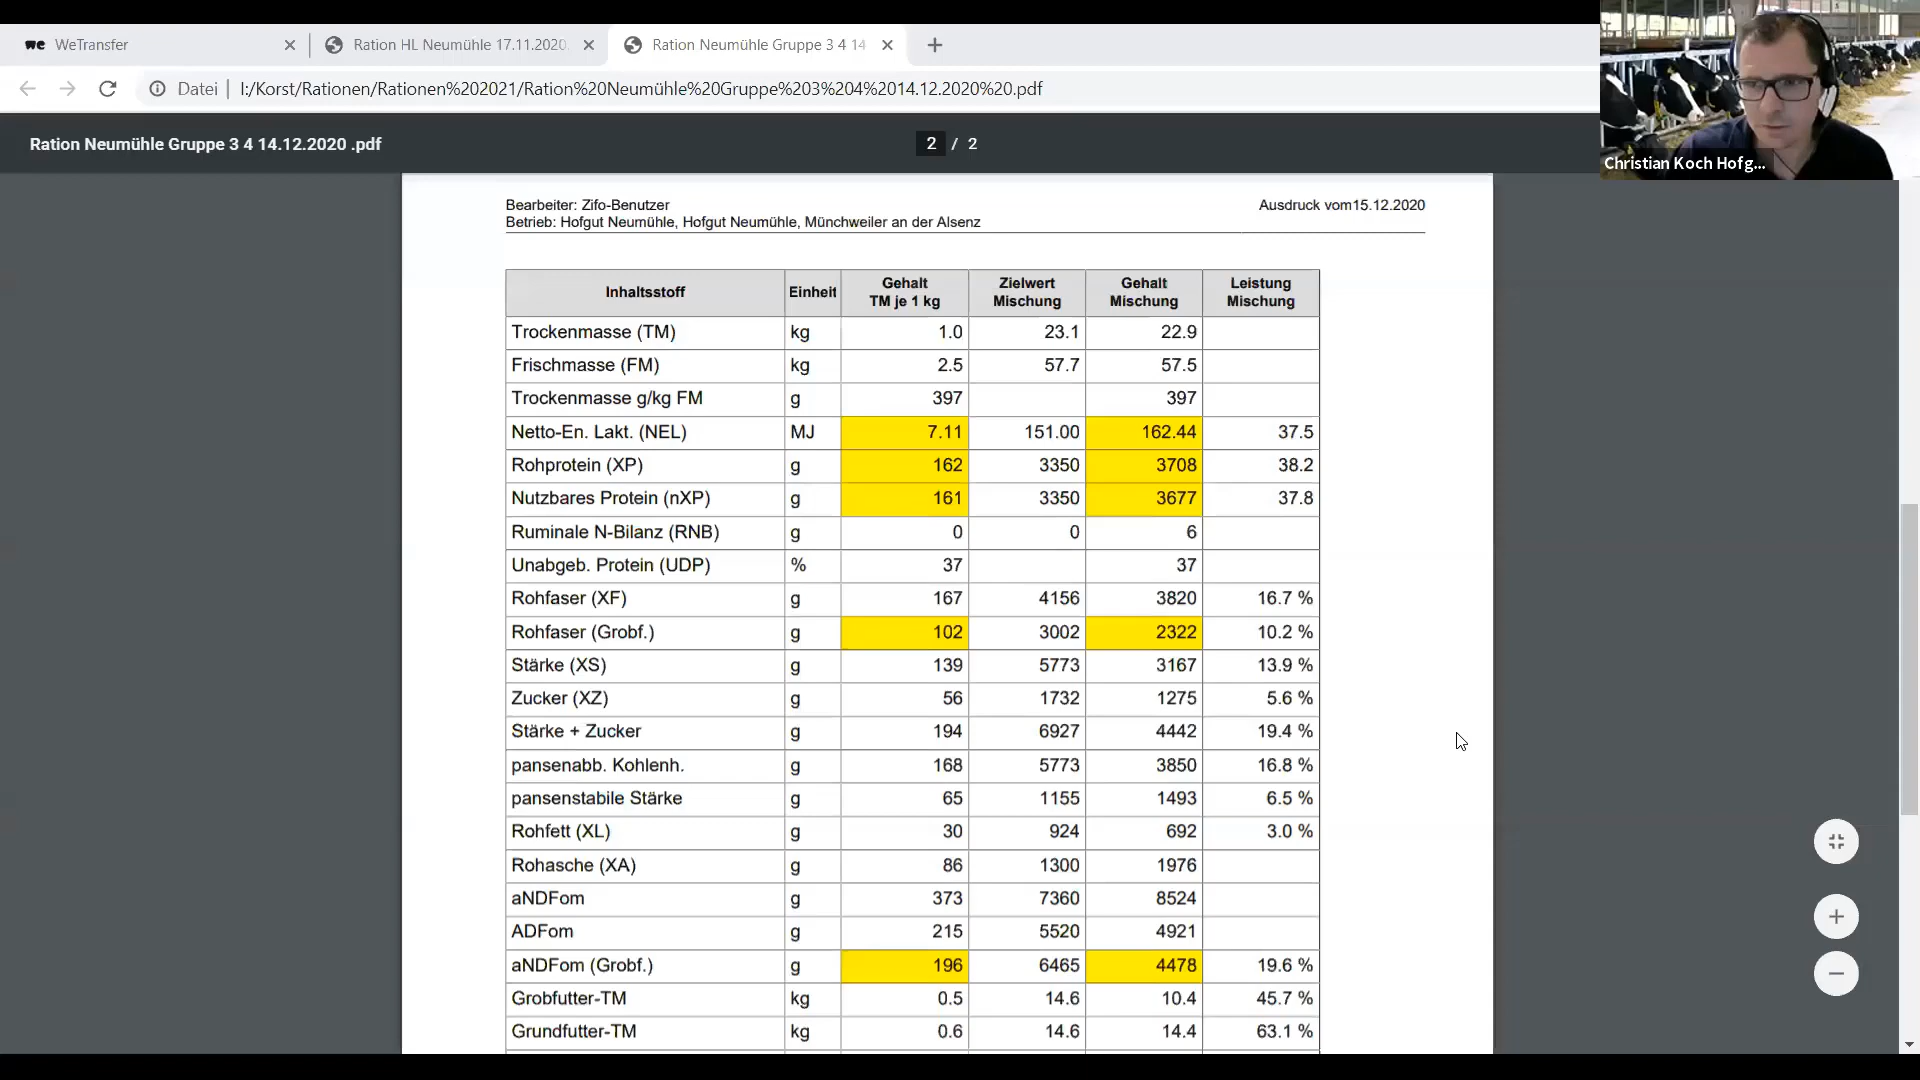 WeTransfer
Ration HL Neumühle 17.11.2020
Ration Neumühle Gruppe 3 4 14
Datei
I:/Korst/Rationen/Rationen%202021/Ration%20Neumühle%20Gruppe%203%204%2014.12.2020%20.pdf
Christian Koch Hofg...
Ration Neumühle Gruppe 3 4 14.12.2020 .pdf
2 / 2
Bearbeiter: Zifo-Benutzer Ausdruck vom15.12.2020
Betrieb: Hofgut Neumühle, Hofgut Neumühle, Münchweiler an der Alsenz
Inhaltsstoff Einheit Gehalt TM je 1 kg Zielwert Mischung Gehalt Mischung Leistung Mischung
Trockenmasse (TM) kg 1.0 23.1 22.9
Frischmasse (FM) kg 2.5 57.7 57.5
Trockenmasse g/kg FM g 397 397
Netto-En. Lakt. (NEL) MJ 7.11 151.00 162.44 37.5
Rohprotein (XP) g 162 3350 3708 38.2
Nutzbares Protein (nXP) g 161 3350 3677 37.8
Ruminale N-Bilanz (RNB) g 0 0 6
Unabgeb. Protein (UDP) % 37 37
Rohfaser (XF) g 167 4156 3820 16.7 %
Rohfaser (Grobf.) g 102 3002 2322 10.2 %
Stärke (XS) g 139 5773 3167 13.9 %
Zucker (XZ) g 56 1732 1275 5.6 %
Stärke + Zucker g 194 6927 4442 19.4 %
pansenabb. Kohlenh. g 168 5773 3850 16.8 %
pansenstabile Stärke g 65 1155 1493 6.5 %
Rohfett (XL) g 30 924 692 3.0 %
Rohasche (XA) g 86 1300 1976
aNDFom g 373 7360 8524
ADFom g 215 5520 4921
aNDFom (Grobf.) g 196 6465 4478 19.6 %
Grobfutter-TM kg 0.5 14.6 10.4 45.7 %
Grundfutter-TM kg 0.6 14.6 14.4 63.1 %